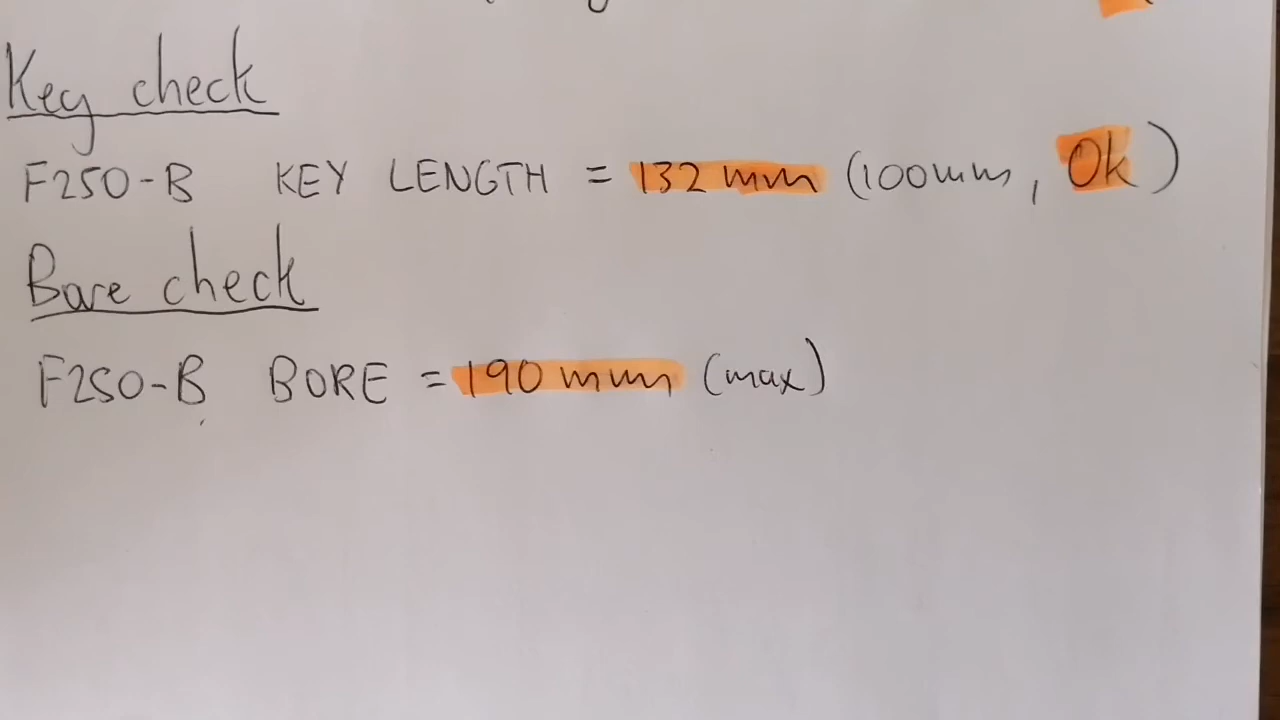 Key check
F250-B KEY LENGTH = 132 mm (100mm, Ok)
Bore check
F250-B BORE = 190 mm (max)